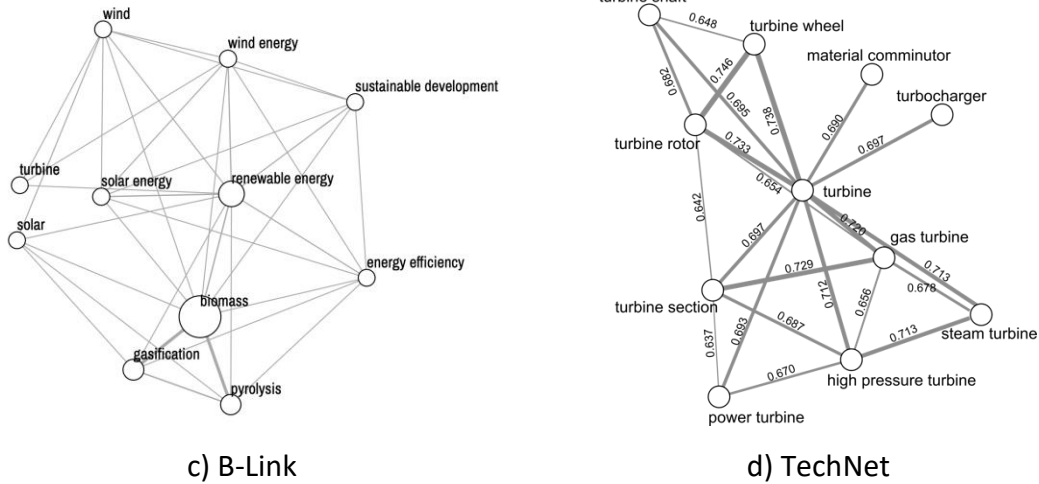 wind
wind energy
sustainable development
turbine
solar energy
renewable energy
solar
energy efficiency
biomass
gasification
pyrolysis
c) B-Link
turbine shaft
0.648
turbine wheel
material comminutor
turbocharger
0.746
0.682
0.695
0.738
0.690
0.697
turbine rotor
0.733
0.654
turbine
0.642
0.697
0.720
gas turbine
0.729
0.713
0.712
0.656
0.678
turbine section
0.687
0.693
0.713
steam turbine
0.637
0.670
high pressure turbine
power turbine
d) TechNet